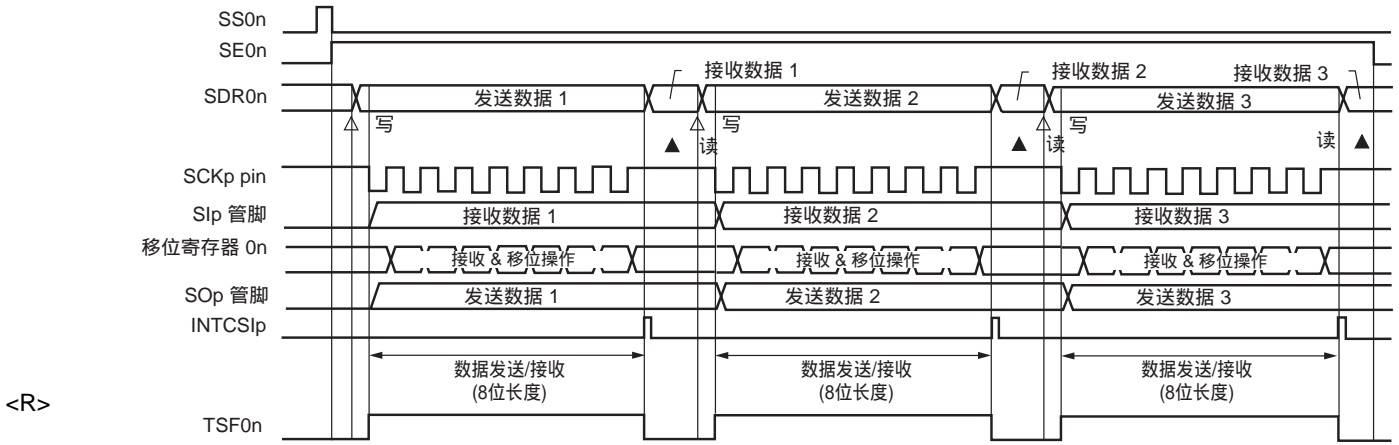 SS0n
SE0n
接收数据 1
接收数据 2
接收数据 3
SDR0n
发送数据 1
发送数据 2
发送数据 3
写
写
写
读
读
读
SCKp pin
SIp 管脚
接收数据 1
接收数据 2
接收数据 3
移位寄存器 0n
接收 & 移位操作
接收 & 移位操作
接收 & 移位操作
SOp 管脚
发送数据 1
发送数据 2
发送数据 3
INTCSIp
数据发送/接收
(8位长度)
数据发送/接收
(8位长度)
数据发送/接收
(8位长度)
<R>
TSF0n